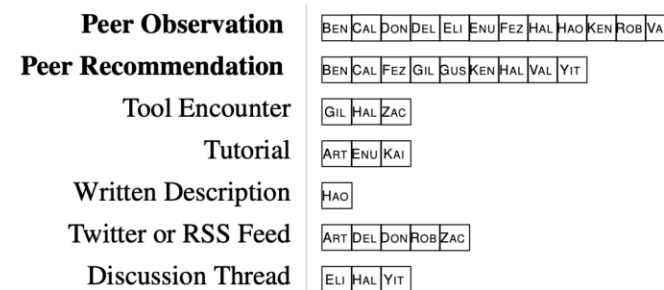 Peer Observation BEN CAL DON DEL ELI ENU FEZ HAL HAO KEN ROB
Peer Recommendation BEN CAL FEZ GIL GUS KEN HAL VAL YIT
Tool Encounter GIL HAL ZAC
Tutorial ART ENU KAI
Written Description HAO
Twitter or RSS Feed ART DEL DON ROB ZAC
Discussion Thread ELI HAL YIT